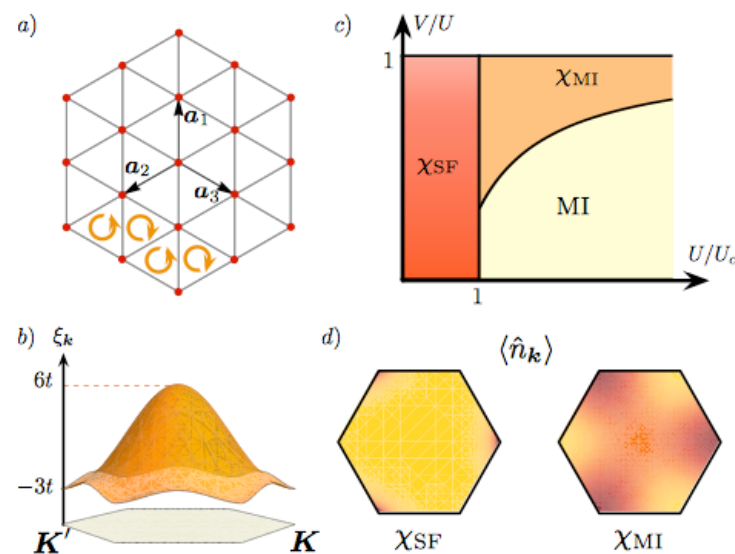 a)
a₁
a₂
a₃
c)
V/U
1
χMI
χSF
MI
U/Uc
1
b)
ξk
6t
−3t
K′
K
d)
⟨n̂k⟩
χSF
χMI